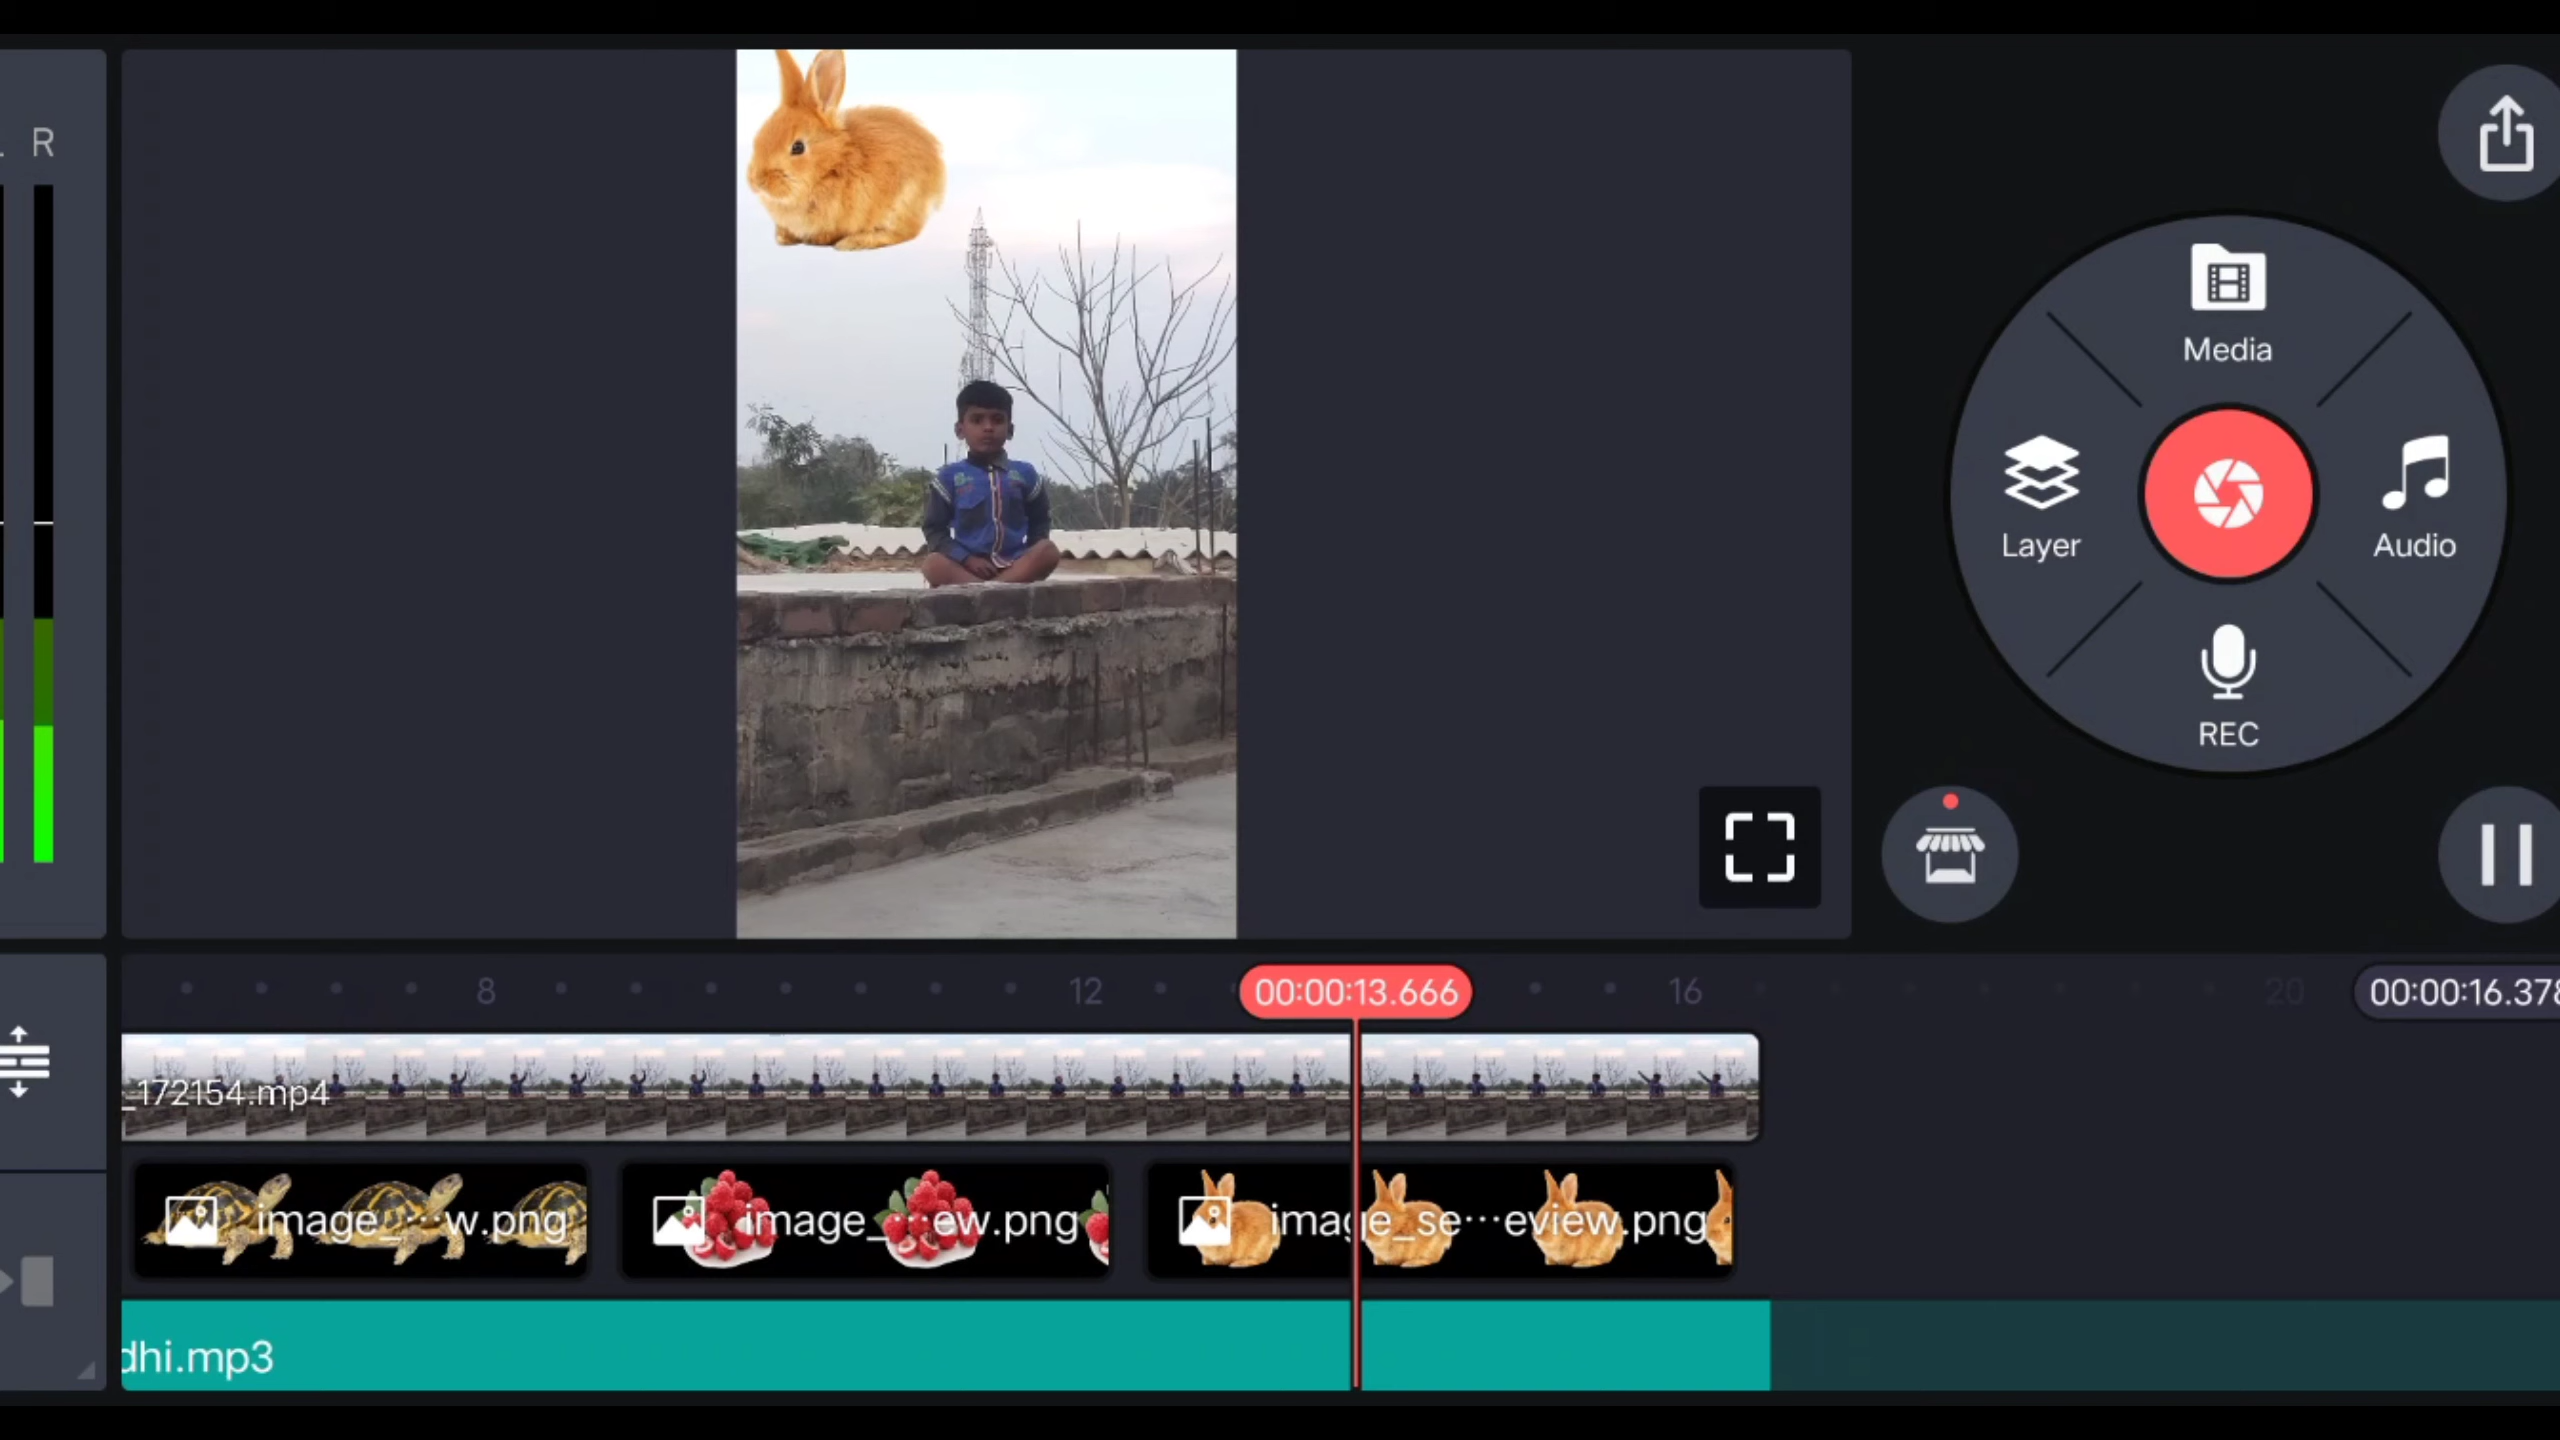 R
Media
Layer
Audio
REC
8
12
00:00:13.666
16
20
00:00:16.378
_172154.mp4
image_···w.png
image_···ew.png
image_se···eview.png
dhi.mp3